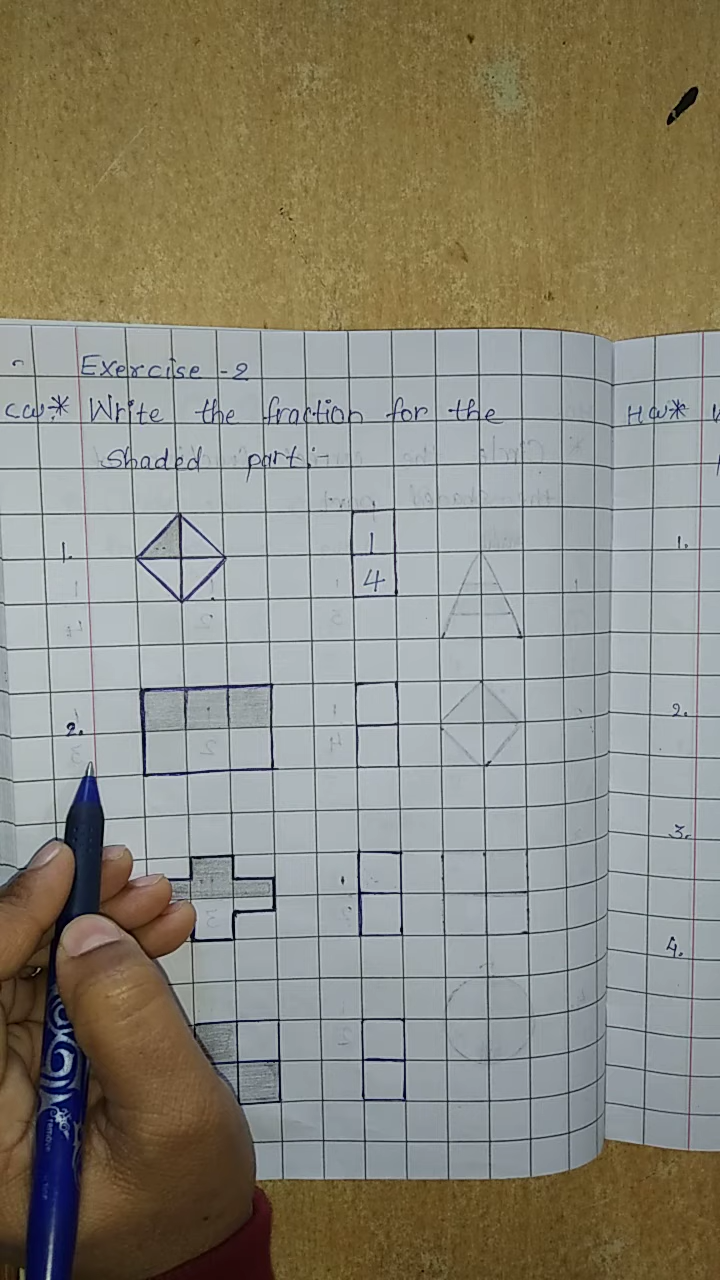 Exercise -2
cw* Write the fraction for the
Shaded part:-
1.
1
4
2.
Hw*
1.
2.
3.
4.